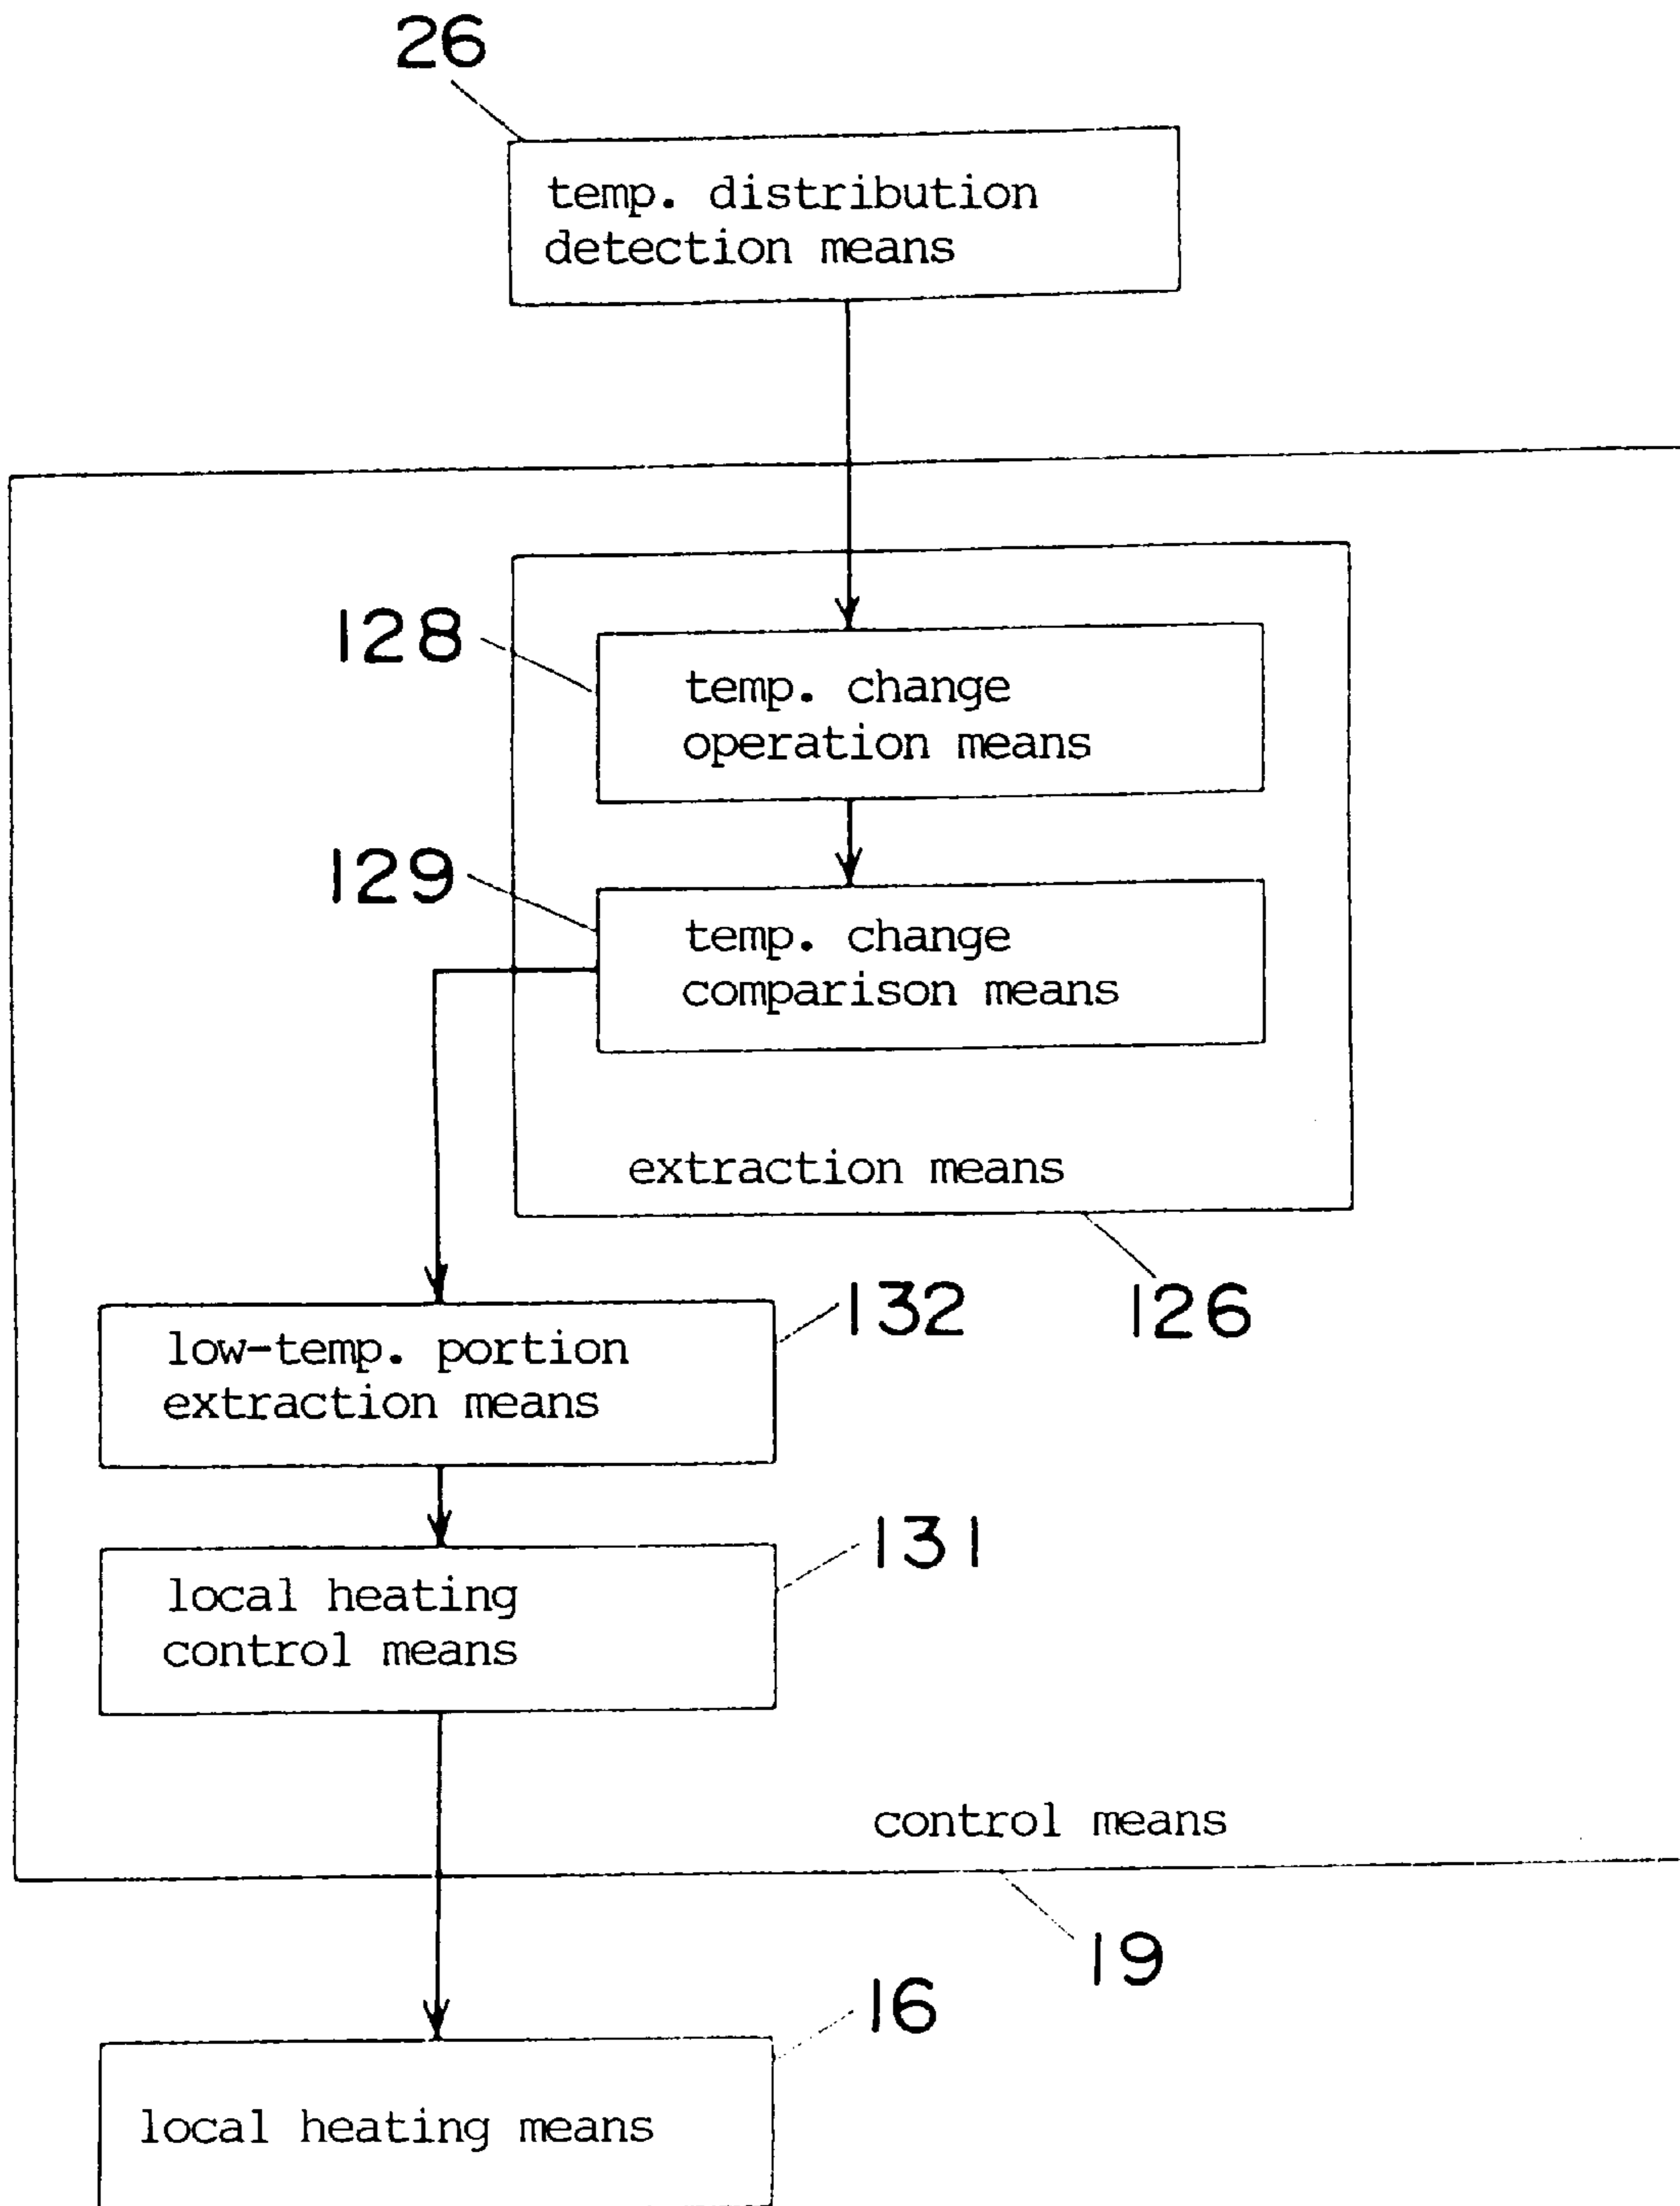 26
temp. distribution
detection means
128
temp. change
operation means
129
temp. change
comparison means
extraction means
126
132
low-temp. portion
extraction means
131
local heating
control means
control means
19
16
local heating means